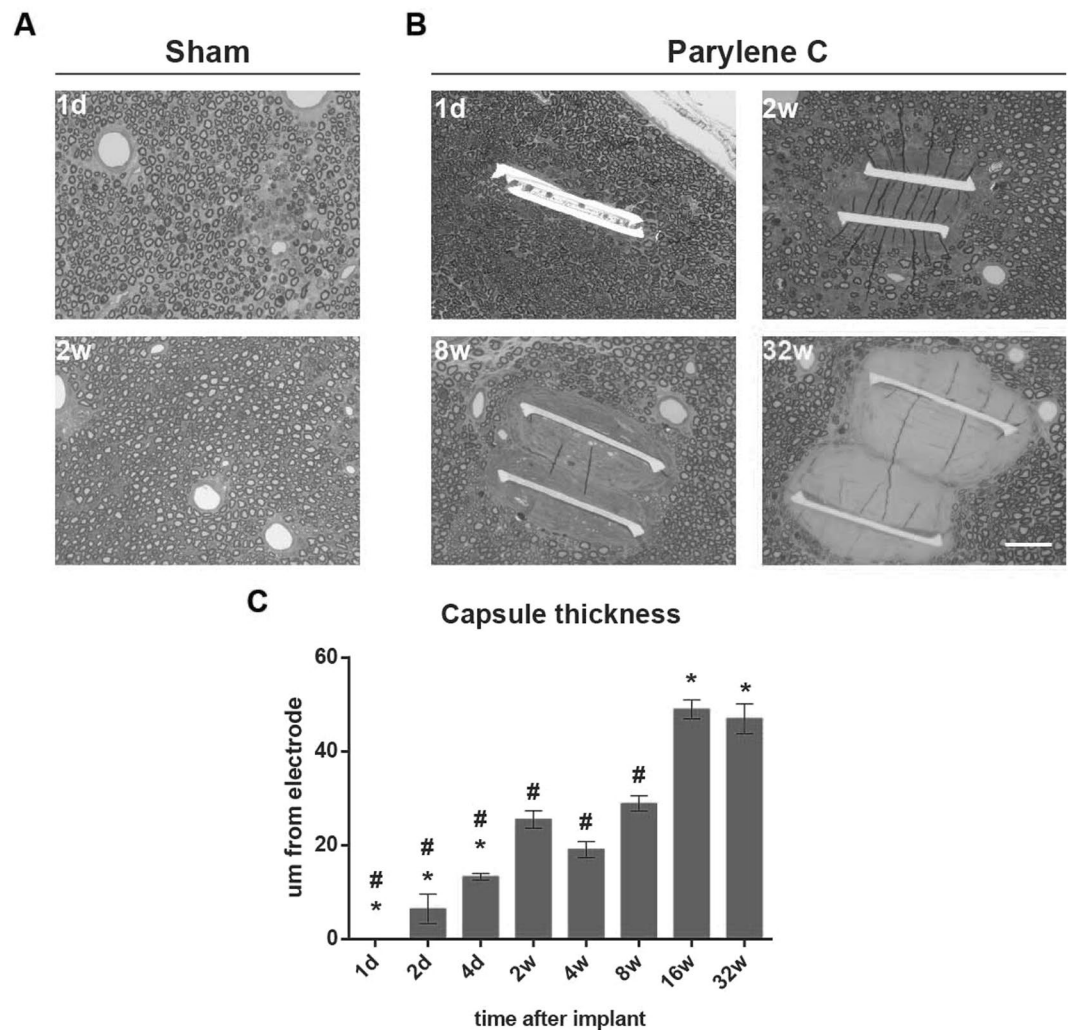 A
B
Sham
Parylene C
1d
1d
2w
2w
8w
32w
C
Capsule thickness
um from electrode
60
40
20
0
#
*
#
*
#
*
#
#
#
*
*
1d
2d
4d
2w
4w
8w
16w
32w
time after implant